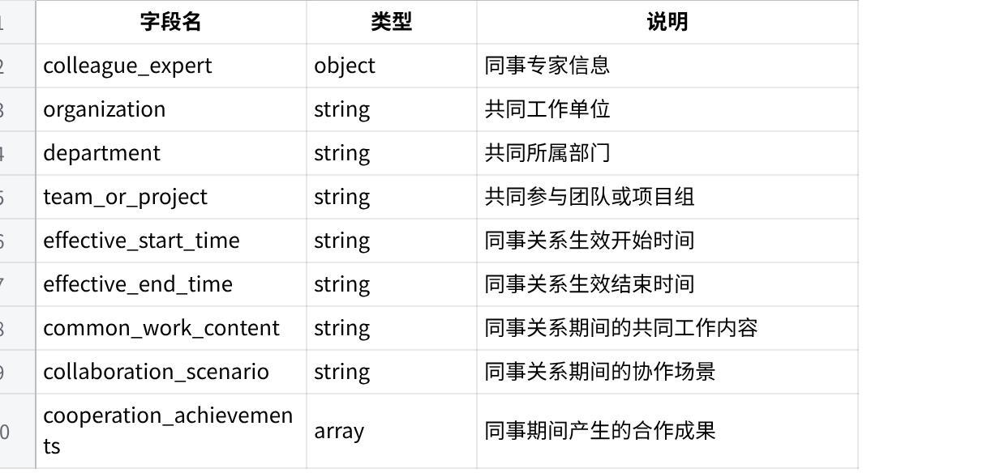 1 字段名 类型 说明
2 colleague_expert object 同事专家信息
3 organization string 共同工作单位
4 department string 共同所属部门
5 team_or_project string 共同参与团队或项目组
6 effective_start_time string 同事关系生效开始时间
7 effective_end_time string 同事关系生效结束时间
8 common_work_content string 同事关系期间的共同工作内容
9 collaboration_scenario string 同事关系期间的协作场景
0 cooperation_achievemen array 同事期间产生的合作成果
ts